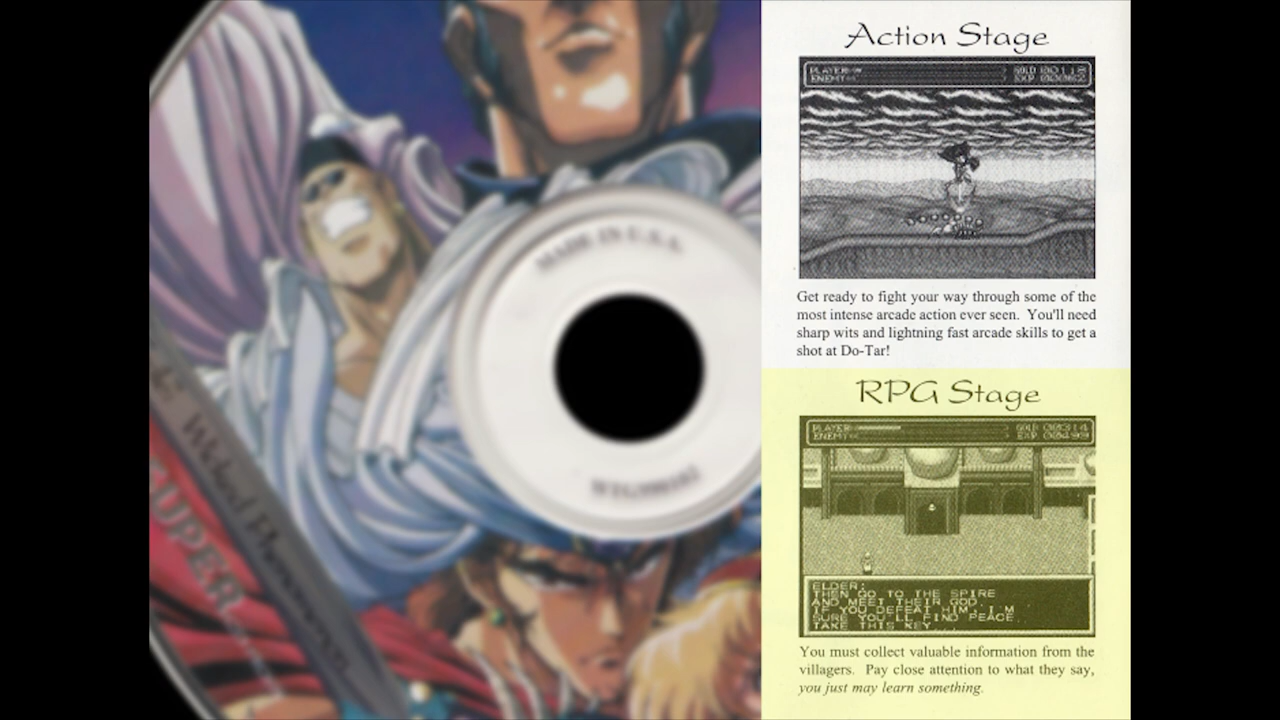 MADE IN U.S.A.
SUPER
Action Stage
PLAYER
ENEMY
GOLD
EXP
Get ready to fight your way through some of the
most intense arcade action ever seen. You'll need
sharp wits and lightning fast arcade skills to get a
shot at Do-Tar!
RPG Stage
PLAYER
ENEMY
GOLD 00314
EXP 00499
ELDER:
THEN GO TO THE SPIRE
AND MEET THEIR GOD.
IF YOU DEFEAT HIM, I'M
SURE YOU'LL FIND PEACE.
TAKE THIS KEY...
You must collect valuable information from the
villagers. Pay close attention to what they say,
you just may learn something.